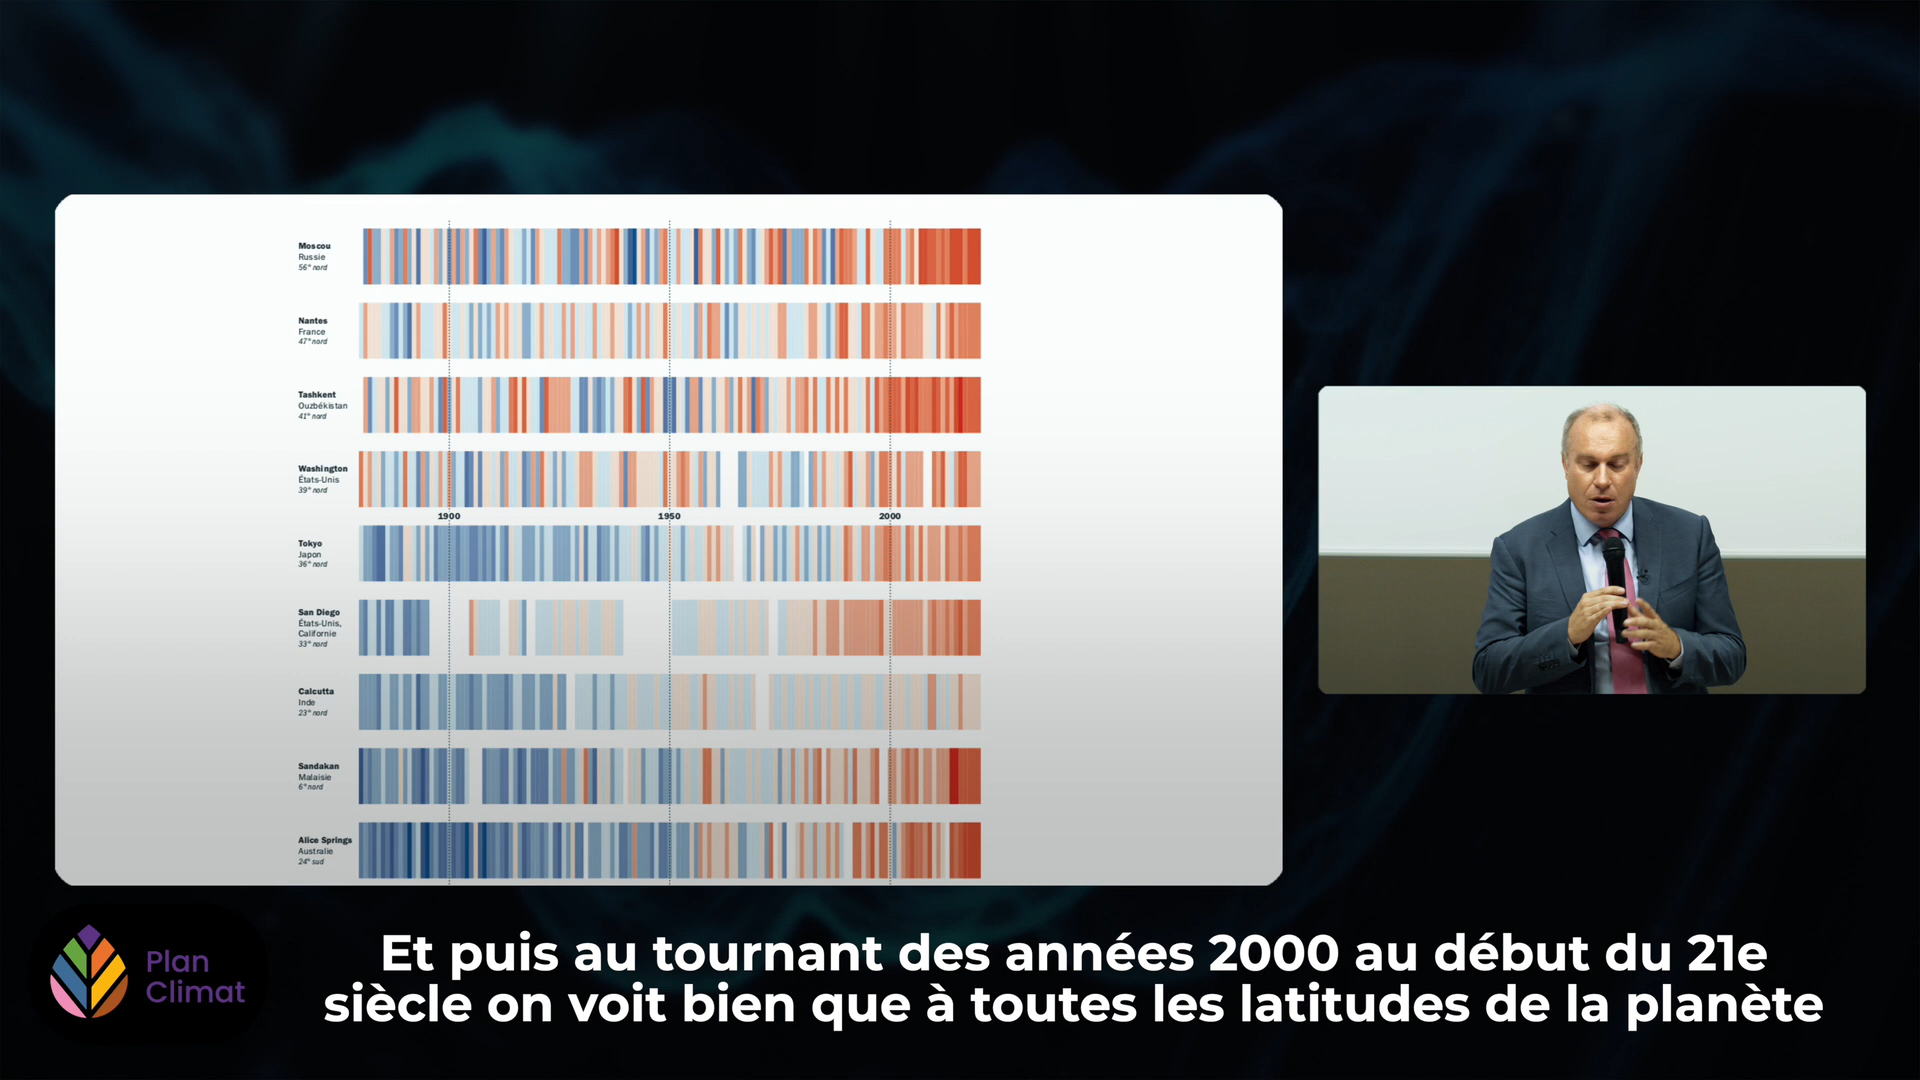 Moscou
Russie
56° nord
Nantes
France
47° nord
Tashkent
Ouzbékistan
41° nord
Washington
États-Unis
39° nord
1900 1950 2000
Tokyo
Japon
36° nord
San Diego
États-Unis,
Californie
33° nord
Calcutta
Inde
23° nord
Sandakan
Malaisie
6° nord
Alice Springs
Australie
24° sud
Plan
Climat
Et puis au tournant des années 2000 au début du 21e
siècle on voit bien que à toutes les latitudes de la planète